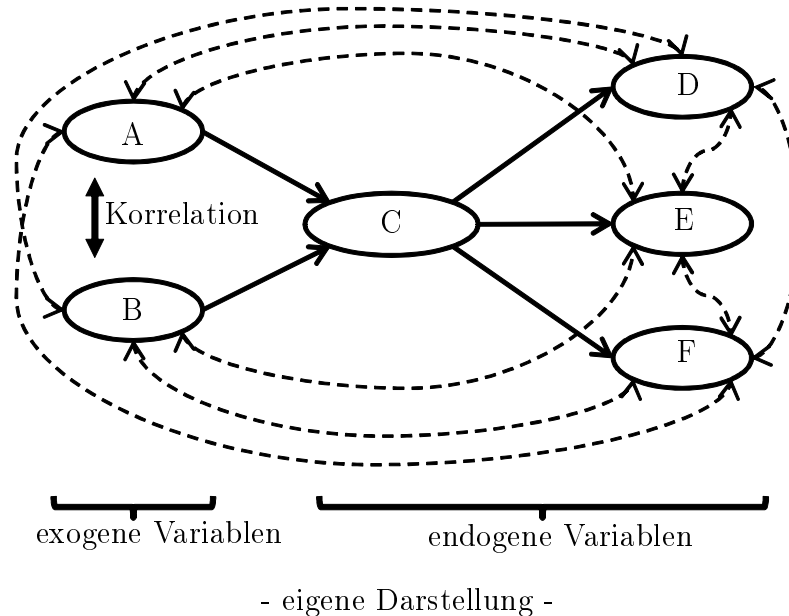 D
A
Korrelation
C
E
B
F
exogene Variablen
endogene Variablen
- eigene Darstellung -